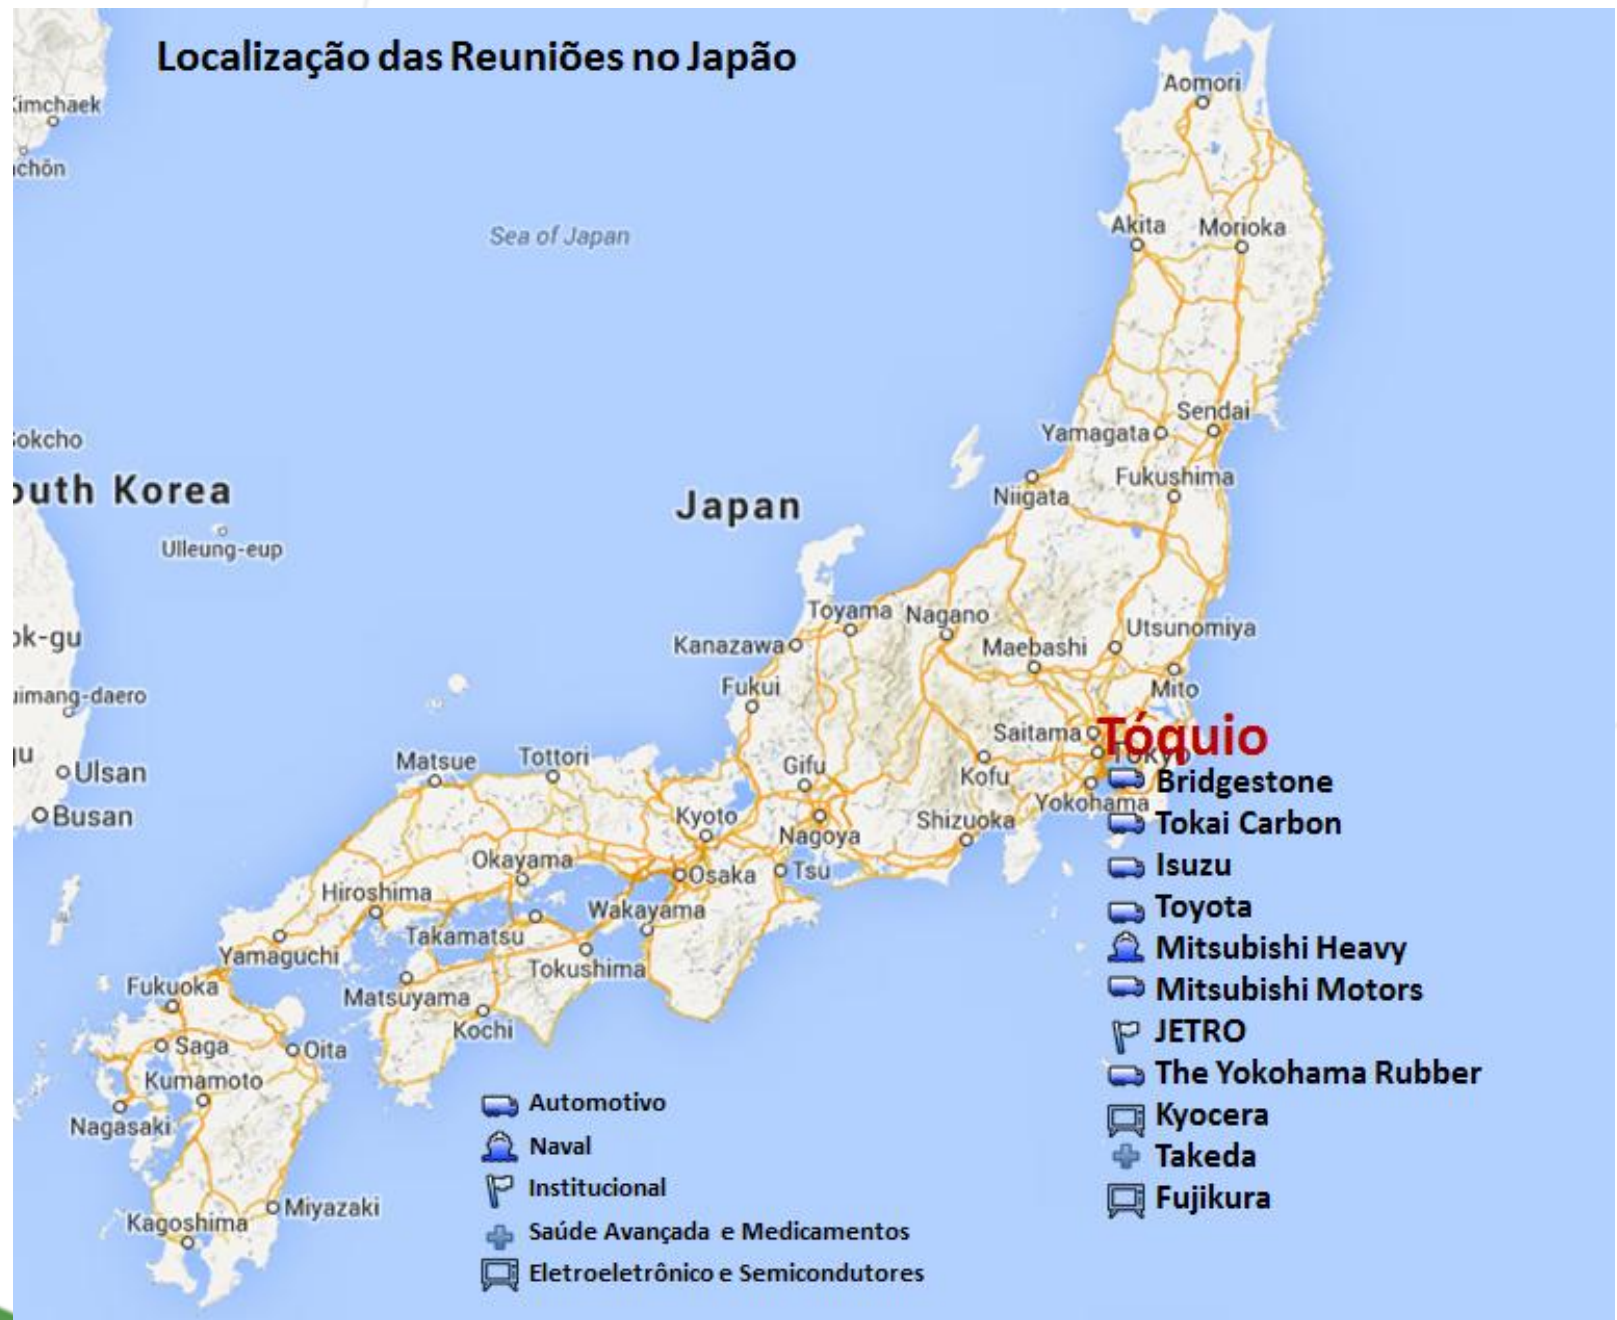 Localização das Reuniões no Japão
Aomori
Akita
Morioka
Sea of Japan
Sendai
Yamagata
Fukushima
Niigata
Sokcho
South Korea
Ulleung-eup
Japan
Toyama
Nagano
Utsunomiya
Kanazawa
Maebashi
Fukui
Mito
Saitama
Tóquio
Tokyo
Kofu
Yokohama
Matsue
Tottori
Gifu
Ulsan
Busan
Kyoto
Nagoya
Shizuoka
Okayama
Osaka
Tsu
Hiroshima
Wakayama
Takamatsu
Yamaguchi
Tokushima
Fukuoka
Matsuyama
Kochi
Saga
Oita
Kumamoto
Nagasaki
Miyazaki
Kagoshima
Bridgestone
Tokai Carbon
Isuzu
Toyota
Mitsubishi Heavy
Mitsubishi Motors
JETRO
The Yokohama Rubber
Kyocera
Takeda
Fujikura
Automotivo
Naval
Institucional
Saúde Avançada e Medicamentos
Eletroeletrônico e Semicondutores